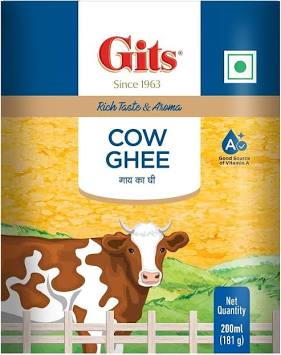 Gits®
Since 1963
Rich Taste & Aroma
COW
GHEE
गाय का घी
A
Good Source
of Vitamin A
Net
Quantity
200ml
(181 g)